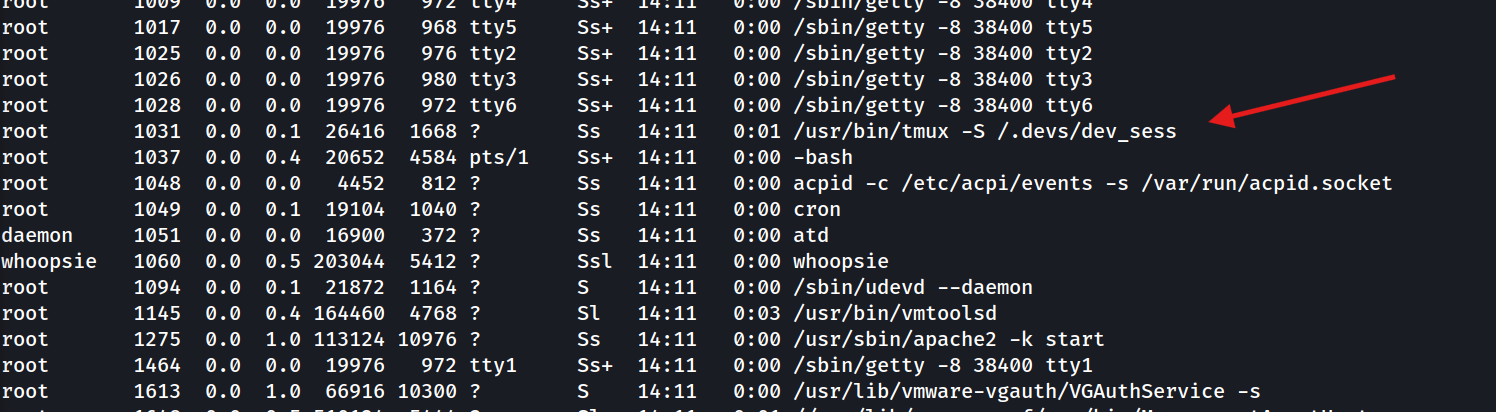 root 1009 0.0 0.0 19976 972 tty4 Ss+ 14:11 0:00 /sbin/getty -8 38400 tty4
root 1017 0.0 0.0 19976 968 tty5 Ss+ 14:11 0:00 /sbin/getty -8 38400 tty5
root 1025 0.0 0.0 19976 976 tty2 Ss+ 14:11 0:00 /sbin/getty -8 38400 tty2
root 1026 0.0 0.0 19976 980 tty3 Ss+ 14:11 0:00 /sbin/getty -8 38400 tty3
root 1028 0.0 0.0 19976 972 tty6 Ss+ 14:11 0:00 /sbin/getty -8 38400 tty6
root 1031 0.0 0.1 26416 1668 ? Ss 14:11 0:01 /usr/bin/tmux -S /.devs/dev_sess
root 1037 0.0 0.4 20652 4584 pts/1 Ss+ 14:11 0:00 -bash
root 1048 0.0 0.0 4452 812 ? Ss 14:11 0:00 acpid -c /etc/acpi/events -s /var/run/acpid.socket
root 1049 0.0 0.1 19104 1040 ? Ss 14:11 0:00 cron
daemon 1051 0.0 0.0 16900 372 ? Ss 14:11 0:00 atd
whoopsie 1060 0.0 0.5 203044 5412 ? Ssl 14:11 0:00 whoopsie
root 1094 0.0 0.1 21872 1164 ? S 14:11 0:00 /sbin/udevd --daemon
root 1145 0.0 0.4 164460 4768 ? Sl 14:11 0:03 /usr/bin/vmtoolsd
root 1275 0.0 1.0 113124 10976 ? Ss 14:11 0:00 /usr/sbin/apache2 -k start
root 1464 0.0 0.0 19976 972 tty1 Ss+ 14:11 0:00 /sbin/getty -8 38400 tty1
root 1613 0.0 1.0 66916 10300 ? S 14:11 0:00 /usr/lib/vmware-vgauth/VGAuthService -s